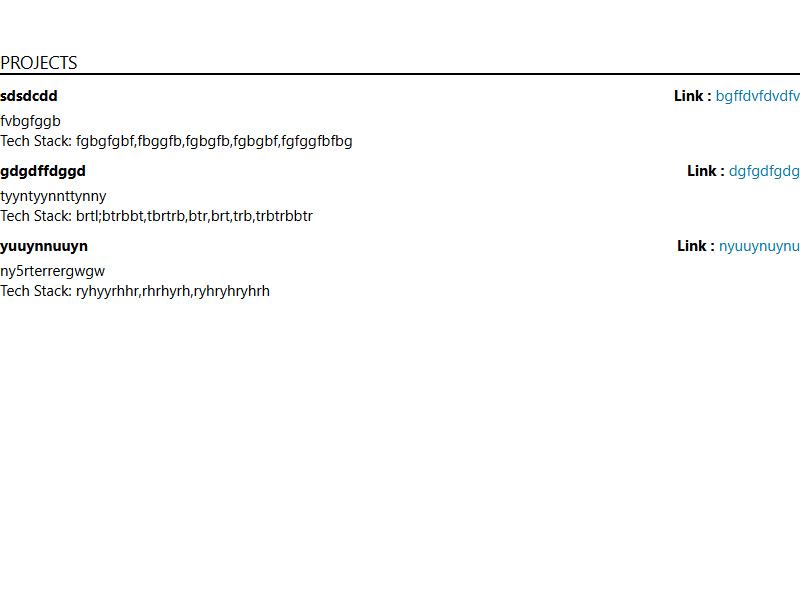 PROJECTS
sdsdcdd Link : bgffdvfdvdfv
fvbgfggb
Tech Stack: fgbgfgbf,fbggfb,fgbgfb,fgbgbf,fgfggfbfbg
gdgdffdggd Link : dgfgdfgdg
tyyntyynnttynny
Tech Stack: brtl;btrbbt,tbrtrb,btr,brt,trb,trbtrbbtr
yuuynnuuyn Link : nyuuynuynu
ny5rterrergwgw
Tech Stack: ryhyyrhhr,rhrhyrh,ryhryhryhrh